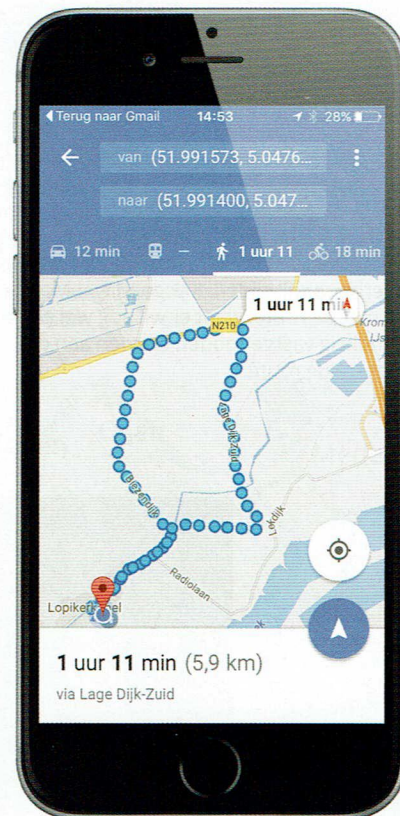 Terug naar Gmail 14:53 28%
van (51.991573, 5.0476...
naar (51.991400, 5.047...
12 min – 1 uur 11 18 min
1 uur 11 min
N210
Lekdijk
Radiolaan
1 uur 11 min (5,9 km)
via Lage Dijk-Zuid